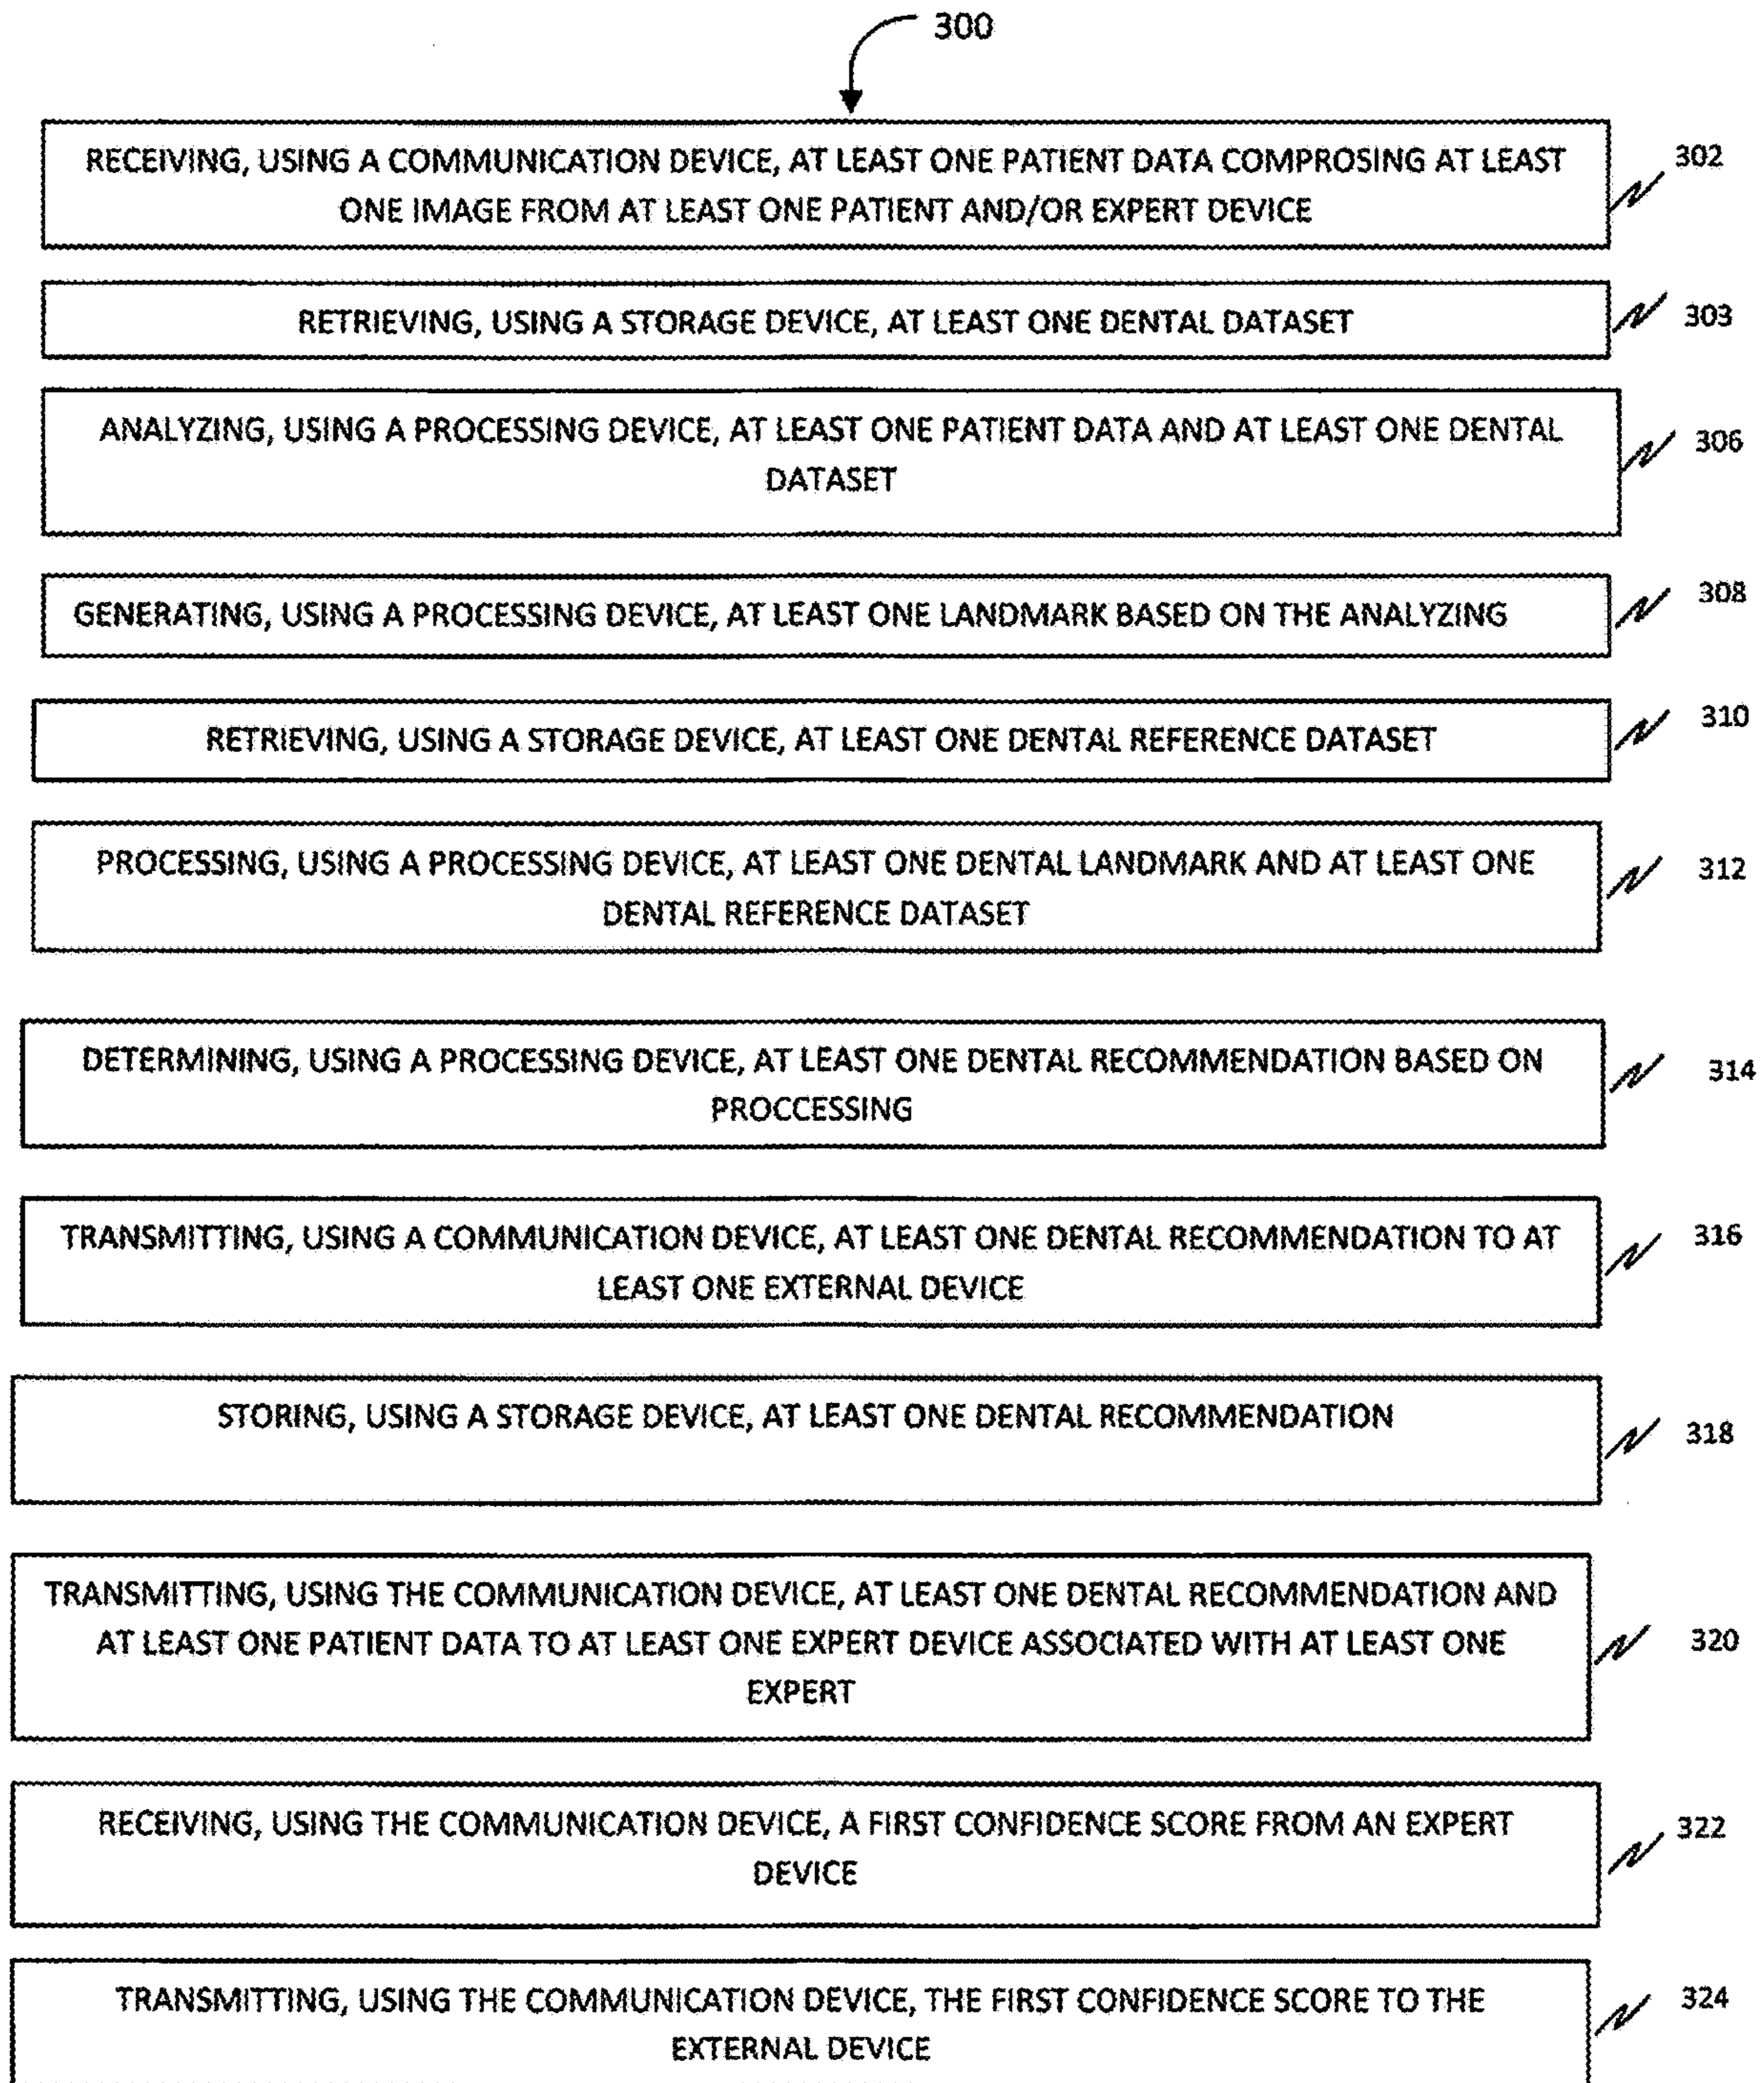 300
RECEIVING, USING A COMMUNICATION DEVICE, AT LEAST ONE PATIENT DATA COMPROSING AT LEAST
ONE IMAGE FROM AT LEAST ONE PATIENT AND/OR EXPERT DEVICE
302
RETRIEVING, USING A STORAGE DEVICE, AT LEAST ONE DENTAL DATASET
303
ANALYZING, USING A PROCESSING DEVICE, AT LEAST ONE PATIENT DATA AND AT LEAST ONE DENTAL
DATASET
306
GENERATING, USING A PROCESSING DEVICE, AT LEAST ONE LANDMARK BASED ON THE ANALYZING
308
RETRIEVING, USING A STORAGE DEVICE, AT LEAST ONE DENTAL REFERENCE DATASET
310
PROCESSING, USING A PROCESSING DEVICE, AT LEAST ONE DENTAL LANDMARK AND AT LEAST ONE
DENTAL REFERENCE DATASET
312
DETERMINING, USING A PROCESSING DEVICE, AT LEAST ONE DENTAL RECOMMENDATION BASED ON
PROCCESSING
314
TRANSMITTING, USING A COMMUNICATION DEVICE, AT LEAST ONE DENTAL RECOMMENDATION TO AT
LEAST ONE EXTERNAL DEVICE
316
STORING, USING A STORAGE DEVICE, AT LEAST ONE DENTAL RECOMMENDATION
318
TRANSMITTING, USING THE COMMUNICATION DEVICE, AT LEAST ONE DENTAL RECOMMENDATION AND
AT LEAST ONE PATIENT DATA TO AT LEAST ONE EXPERT DEVICE ASSOCIATED WITH AT LEAST ONE
EXPERT
320
RECEIVING, USING THE COMMUNICATION DEVICE, A FIRST CONFIDENCE SCORE FROM AN EXPERT
DEVICE
322
TRANSMITTING, USING THE COMMUNICATION DEVICE, THE FIRST CONFIDENCE SCORE TO THE
EXTERNAL DEVICE
324